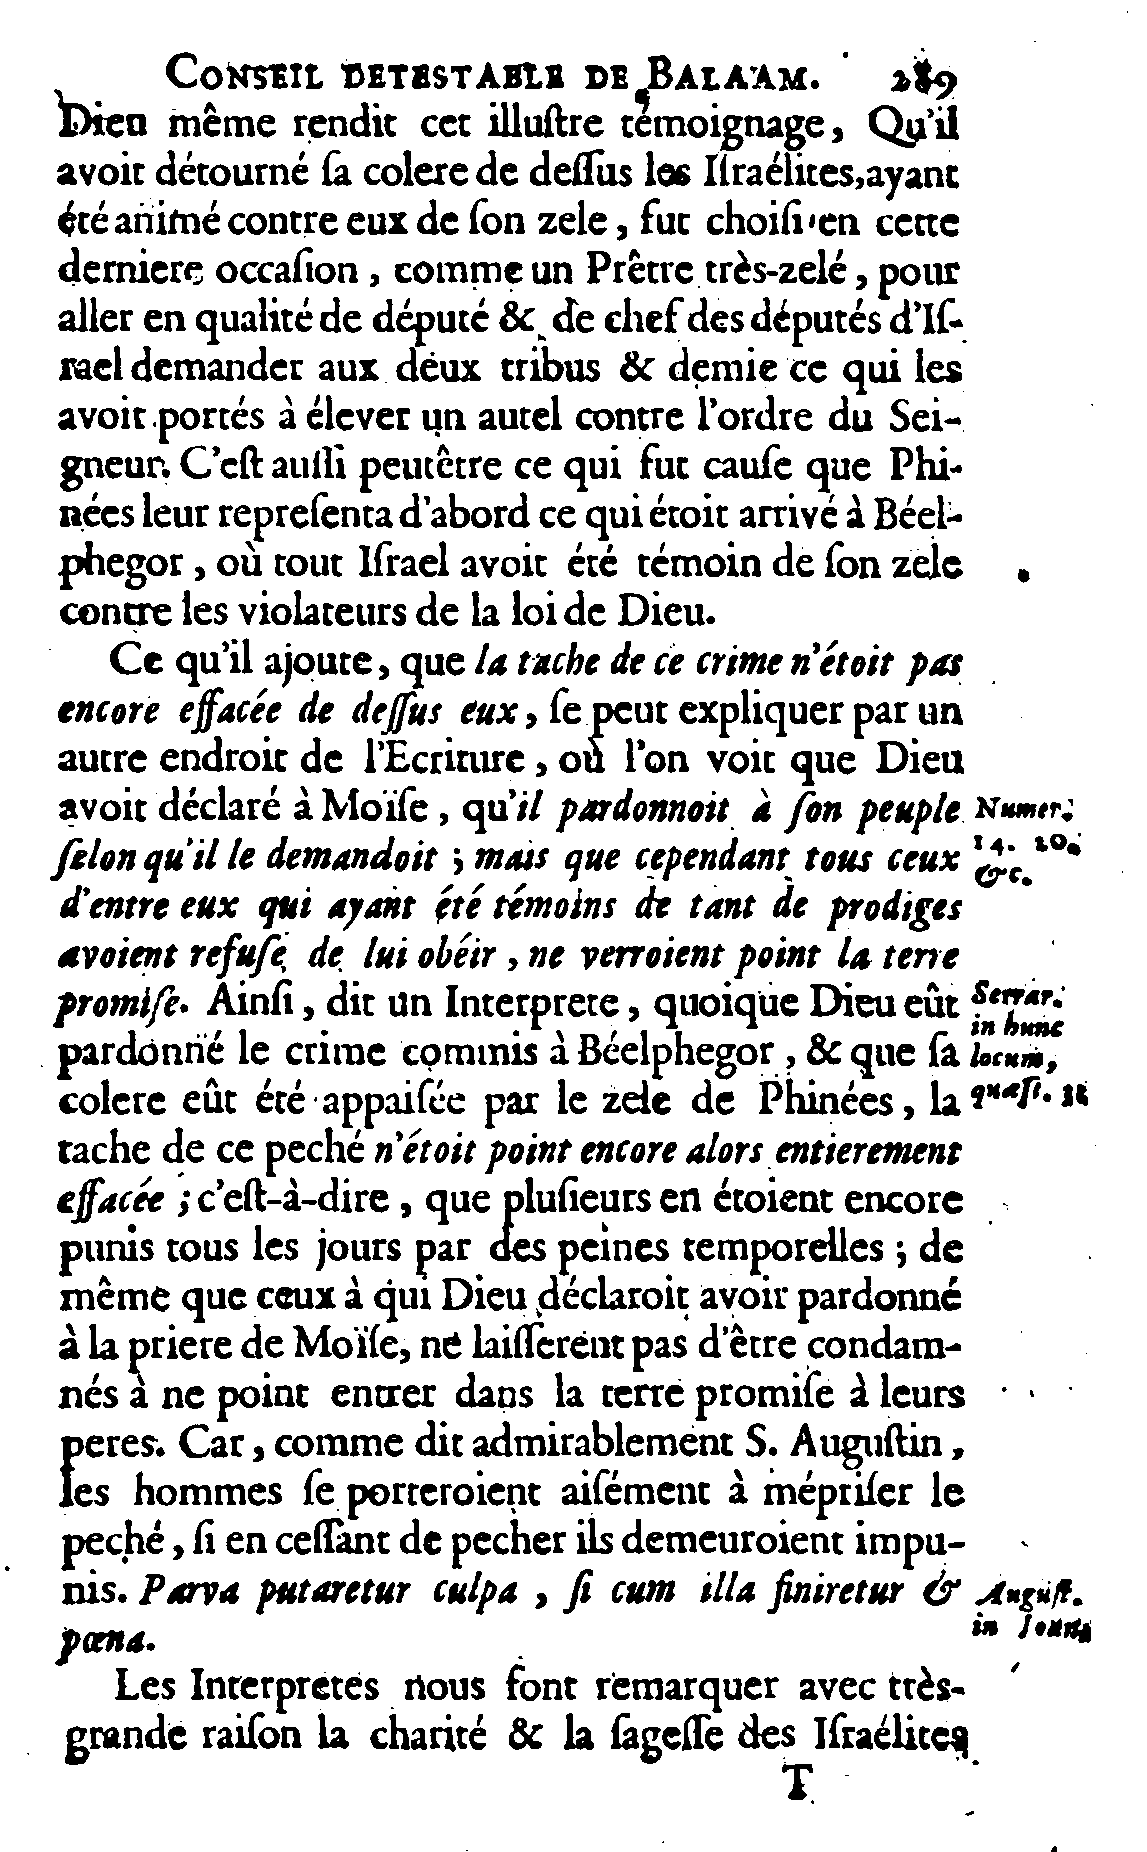 CONSEIL DETESTABLE DE BALAAM. 289
Dieu même rendit cet illuſtre témoignage, Qu'il
avoit détourné ſa colere de deſſus les Iſraélites, ayant
été animé contre eux de ſon zele, fut choiſi en cette
derniere occaſion, comme un Prêtre très-zelé, pour
aller en qualité de député & de chef des députés d'Iſ-
rael demander aux deux tribus & demie ce qui les
avoit portés à élever un autel contre l'ordre du Sei-
gneur. C'eſt auſſi peutêtre ce qui fut cauſe que Phi-
nées leur repreſenta d'abord ce qui étoit arrivé à Béel-
phegor, où tout Iſrael avoit été témoin de ſon zele
contre les violateurs de la loi de Dieu.
Ce qu'il ajoute, que la tache de ce crime n'étoit pas
encore effacée de deſſus eux, ſe peut expliquer par un
autre endroit de l'Ecriture, où l'on voit que Dieu
avoit déclaré à Moïſe, qu'il pardonnoit à ſon peuple
ſelon qu'il le demandoit; mais que cependant tous ceux
d'entre eux qui ayant été témoins de tant de prodiges
avoient refuſé de lui obéir, ne verroient point la terre
promiſe. Ainſi, dit un Interprete, quoique Dieu eût
pardonné le crime commis à Béelphegor, & que ſa
colere eût été appaiſée par le zele de Phinées, la
tache de ce peché n'étoit point encore alors entierement
effacée; c'eſt-à-dire, que pluſieurs en étoient encore
punis tous les jours par des peines temporelles; de
même que ceux à qui Dieu déclaroit avoir pardonné
à la priere de Moïſe, ne laiſſerent pas d'être condam-
nés à ne point entrer dans la terre promiſe à leurs
peres. Car, comme dit admirablement S. Auguſtin,
les hommes ſe porteroient aiſément à mépriſer le
peché, ſi en ceſſant de pecher ils demeuroient impu-
nis. Parva putaretur culpa, ſi cum illa finiretur &
pœna.
Les Interpretes nous font remarquer avec très-
grande raiſon la charité & la ſageſſe des Iſraélites
T
Numer.
14. 20.
&c.
Serrar.
in hunc
locum,
quæſt.
Auguſt.
in Joann